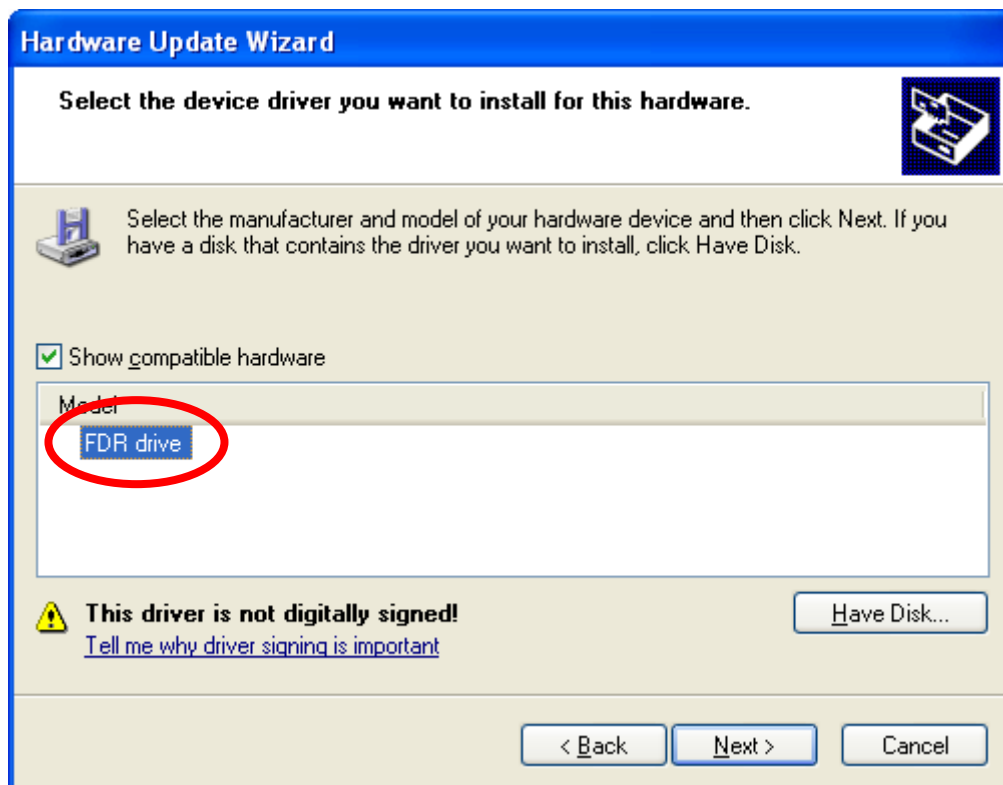 Hardware Update Wizard
Select the device driver you want to install for this hardware.
Select the manufacturer and model of your hardware device and then click Next. If you
have a disk that contains the driver you want to install, click Have Disk.
Show compatible hardware
Model
FDR drive
This driver is not digitally signed!
Have Disk...
Tell me why driver signing is important
< Back
Next >
Cancel